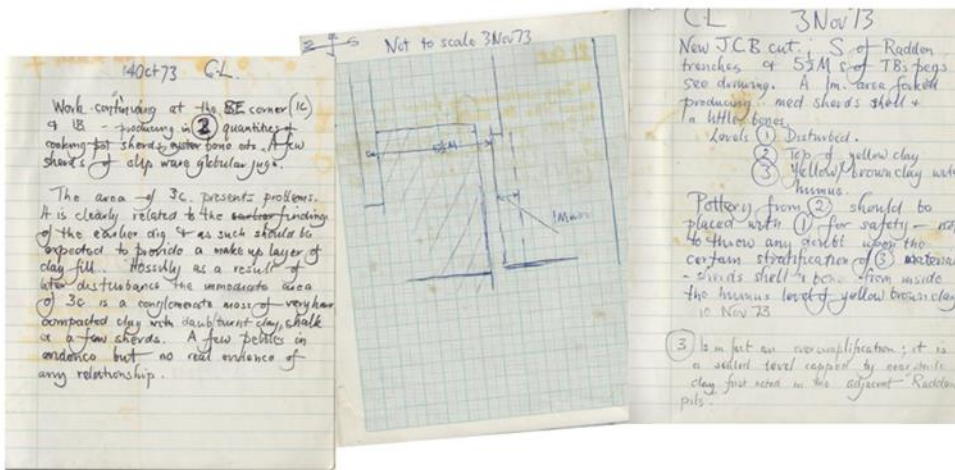 14 Oct 73 C.L.
Work continuing at the SE corner (1C
& 1B - producing in 2 quantities of
cooking pot sherds, bone etc. A few
sherds of slip ware globular jugs.
The area of 3c. presents problems.
It is clearly related to the earlier findings
of the earlier dig & as such should be
expected to provide a make up layer of
clay fill. Possibly as a result of
later disturbance the immediate area
of 3c is a conglomerate mass of very hard
compacted clay with daub/burnt clay, chalk
& a few sherds. A few pebbles in
evidence but no real evidence of
any relationship.
S
Not to scale 3 Nov 73
5½M
1M
C.L 3 Nov 73
New J.C.B cut. S of Raddon
trenches & 5½M S of TBs pegs
see drawing. A 1m. area forked
producing med sherds shell &
a little bone.
Levels 1 Disturbed.
2 Top of yellow clay
3 Yellow/brown clay with
humus.
Pottery from 2 should be
placed with 1 for safety - not
to throw any doubt upon the
certain stratification of 3 material
- sherds shell & bone from inside
the humus level of yellow brown clay
10 Nov 73
3 Is in fact an oversimplification; it is
a sealed level capped by
clay first noted in the adjacent Raddon
pits.